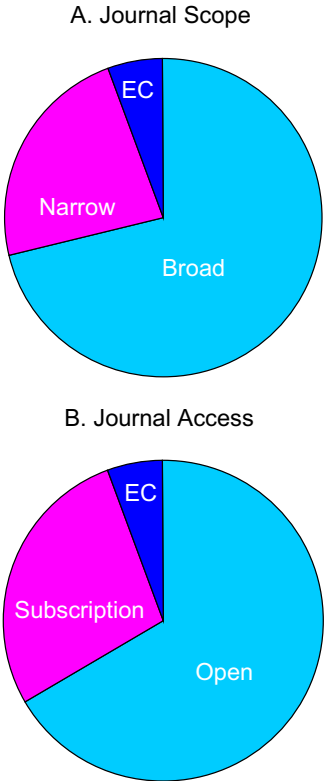 A. Journal Scope
EC
Narrow
Broad
B. Journal Access
EC
Subscription
Open